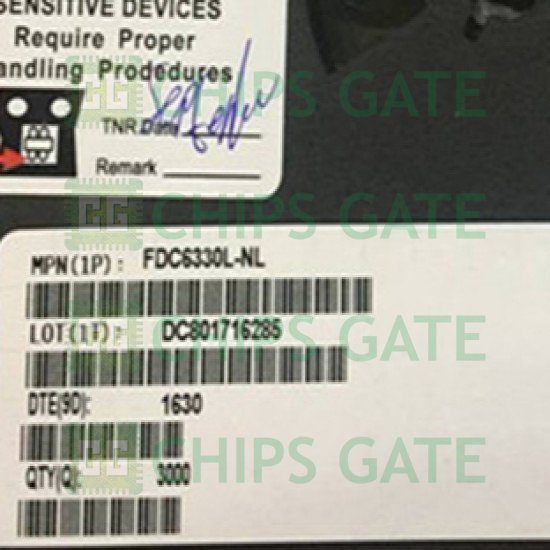 SENSITIVE DEVICES
Require Proper
andling Prodedures
TNR.Date
Remark
CHIPS GATE
CHIPS GATE
MPN(1P): FDC6330L-NL
LOT(1T): DC801716285
CHIPS GATE
DTE(9D): 1630
CHIPS GATE
QTY(Q): 3000